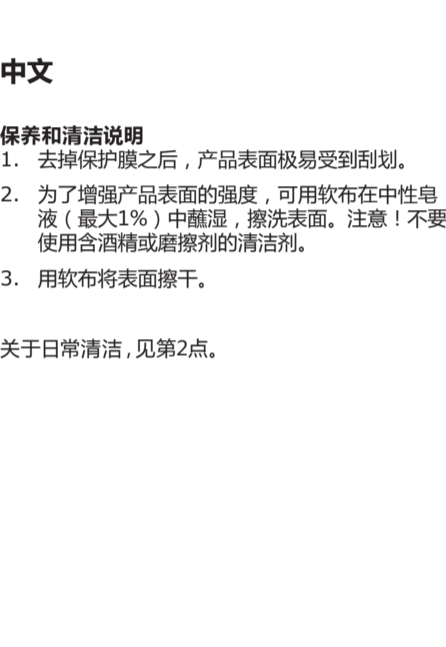 中文
保养和清洁说明
1. 去掉保护膜之后，产品表面极易受到刮划。
2. 为了增强产品表面的强度，可用软布在中性皂
液（最大1%）中蘸湿，擦洗表面。注意！不要
使用含酒精或磨擦剂的清洁剂。
3. 用软布将表面擦干。
关于日常清洁，见第2点。